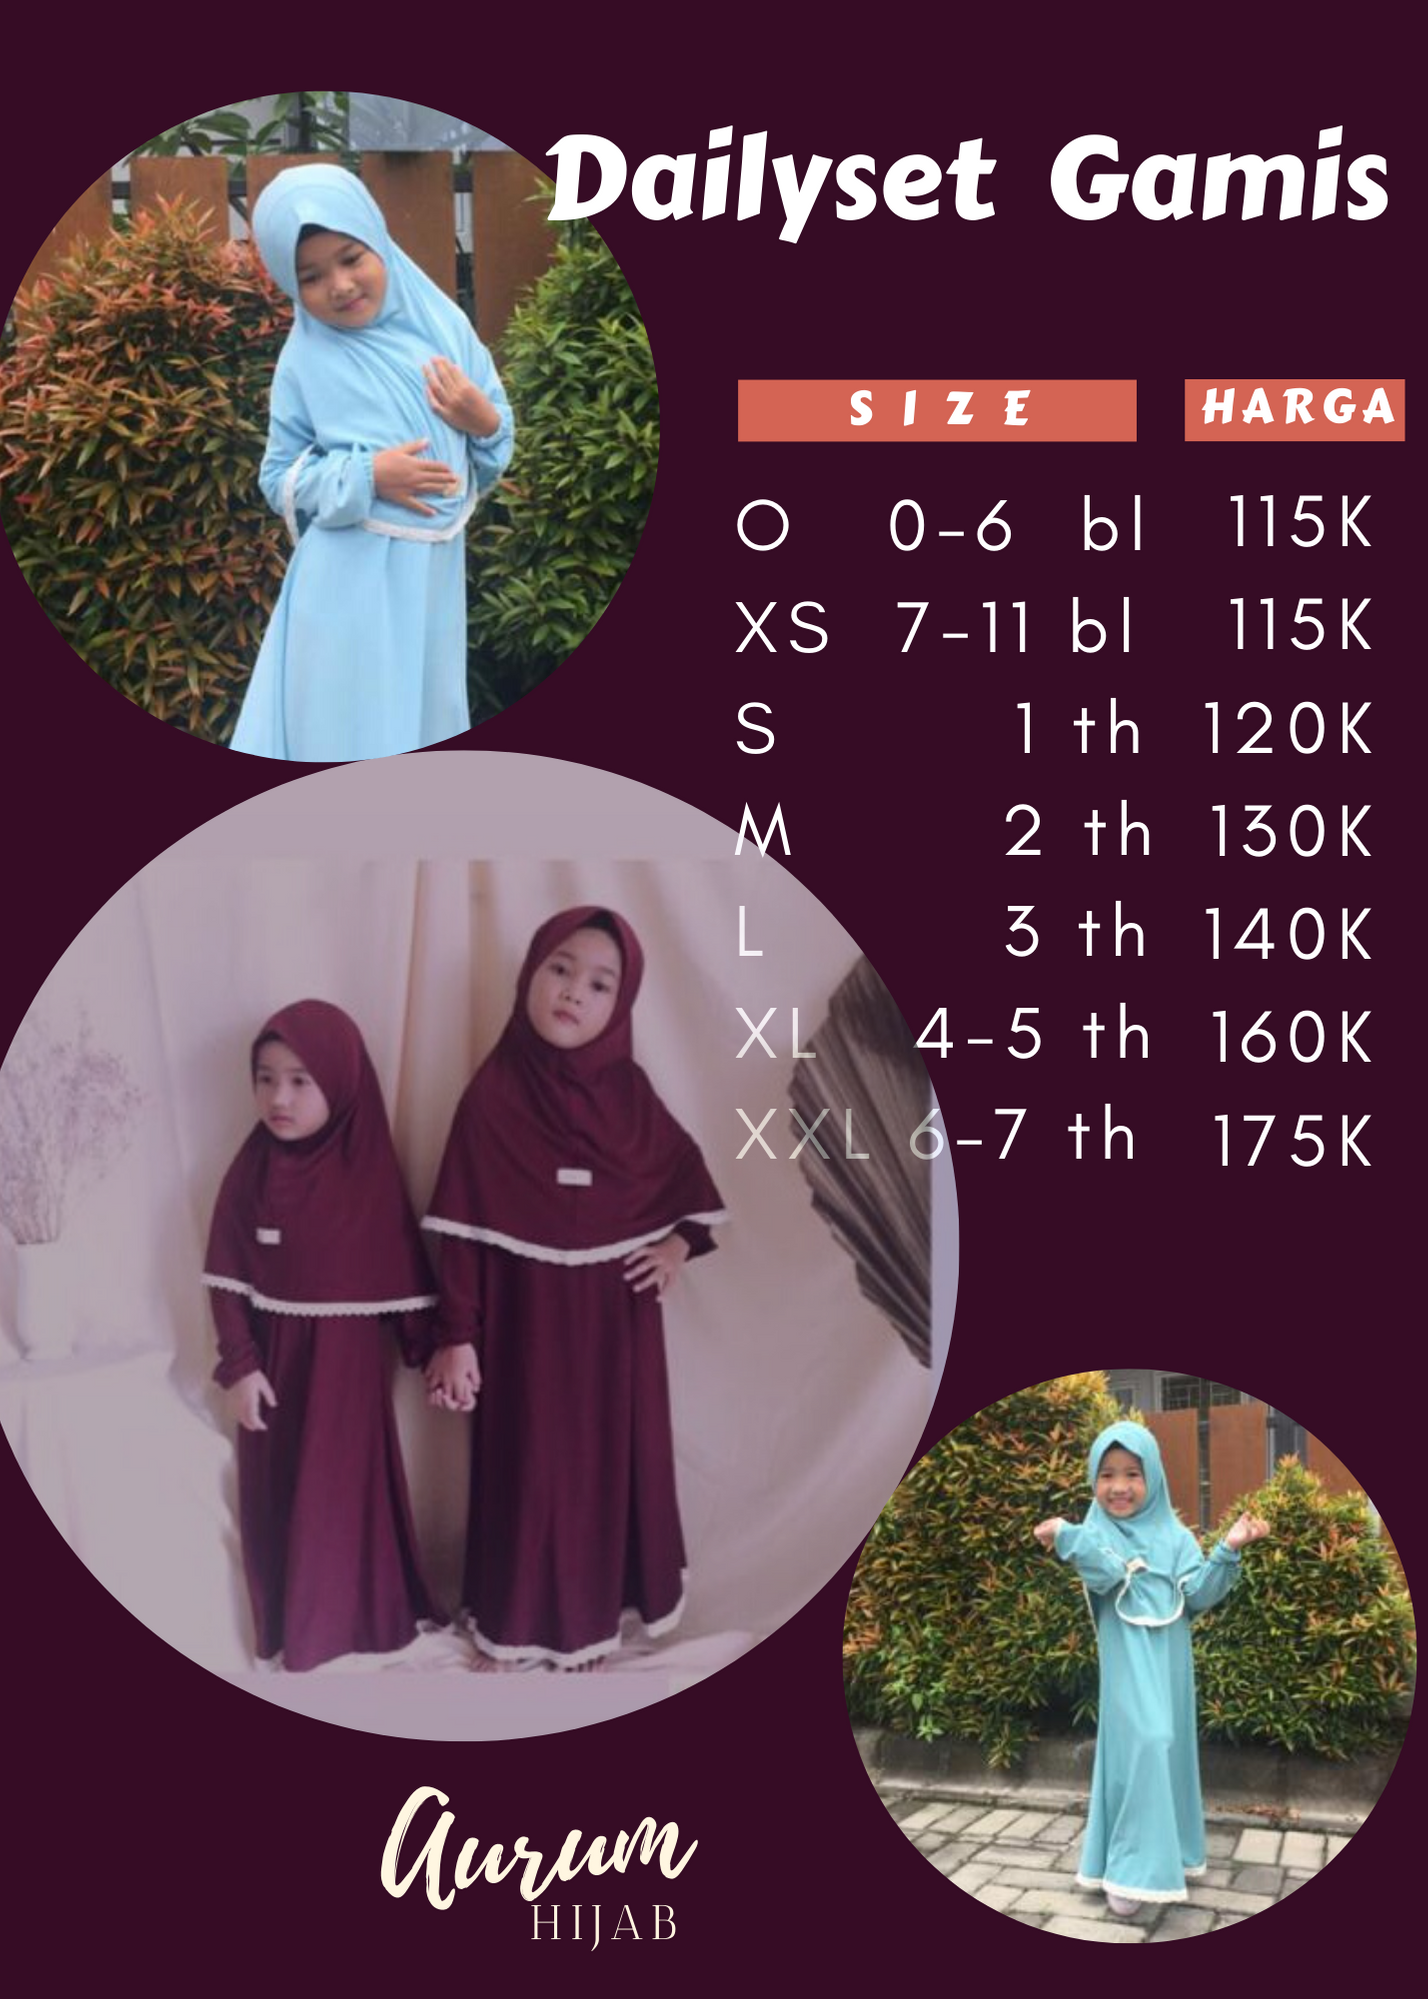 Dailyset Gamis
SIZE HARGA
O 0-6 bl 115K
XS 7-11 bl 115K
S 1 th 120K
M 2 th 130K
L 3 th 140K
XL 4-5 th 160K
XXL 6-7 th 175K
Aurum
HIJAB